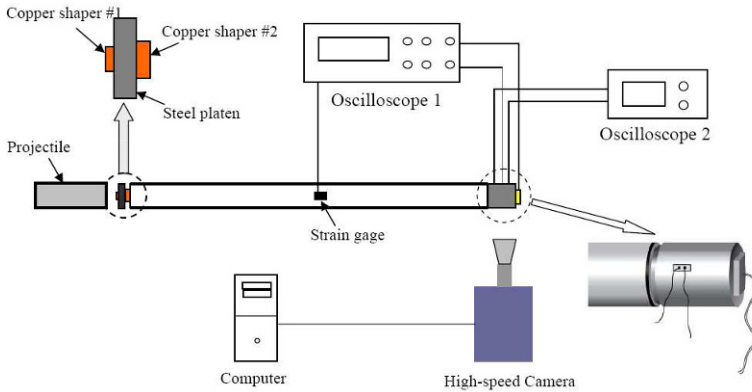 Copper shaper #1
Copper shaper #2
Steel platen
Oscilloscope 1
Oscilloscope 2
Projectile
Strain gage
Computer
High-speed Camera